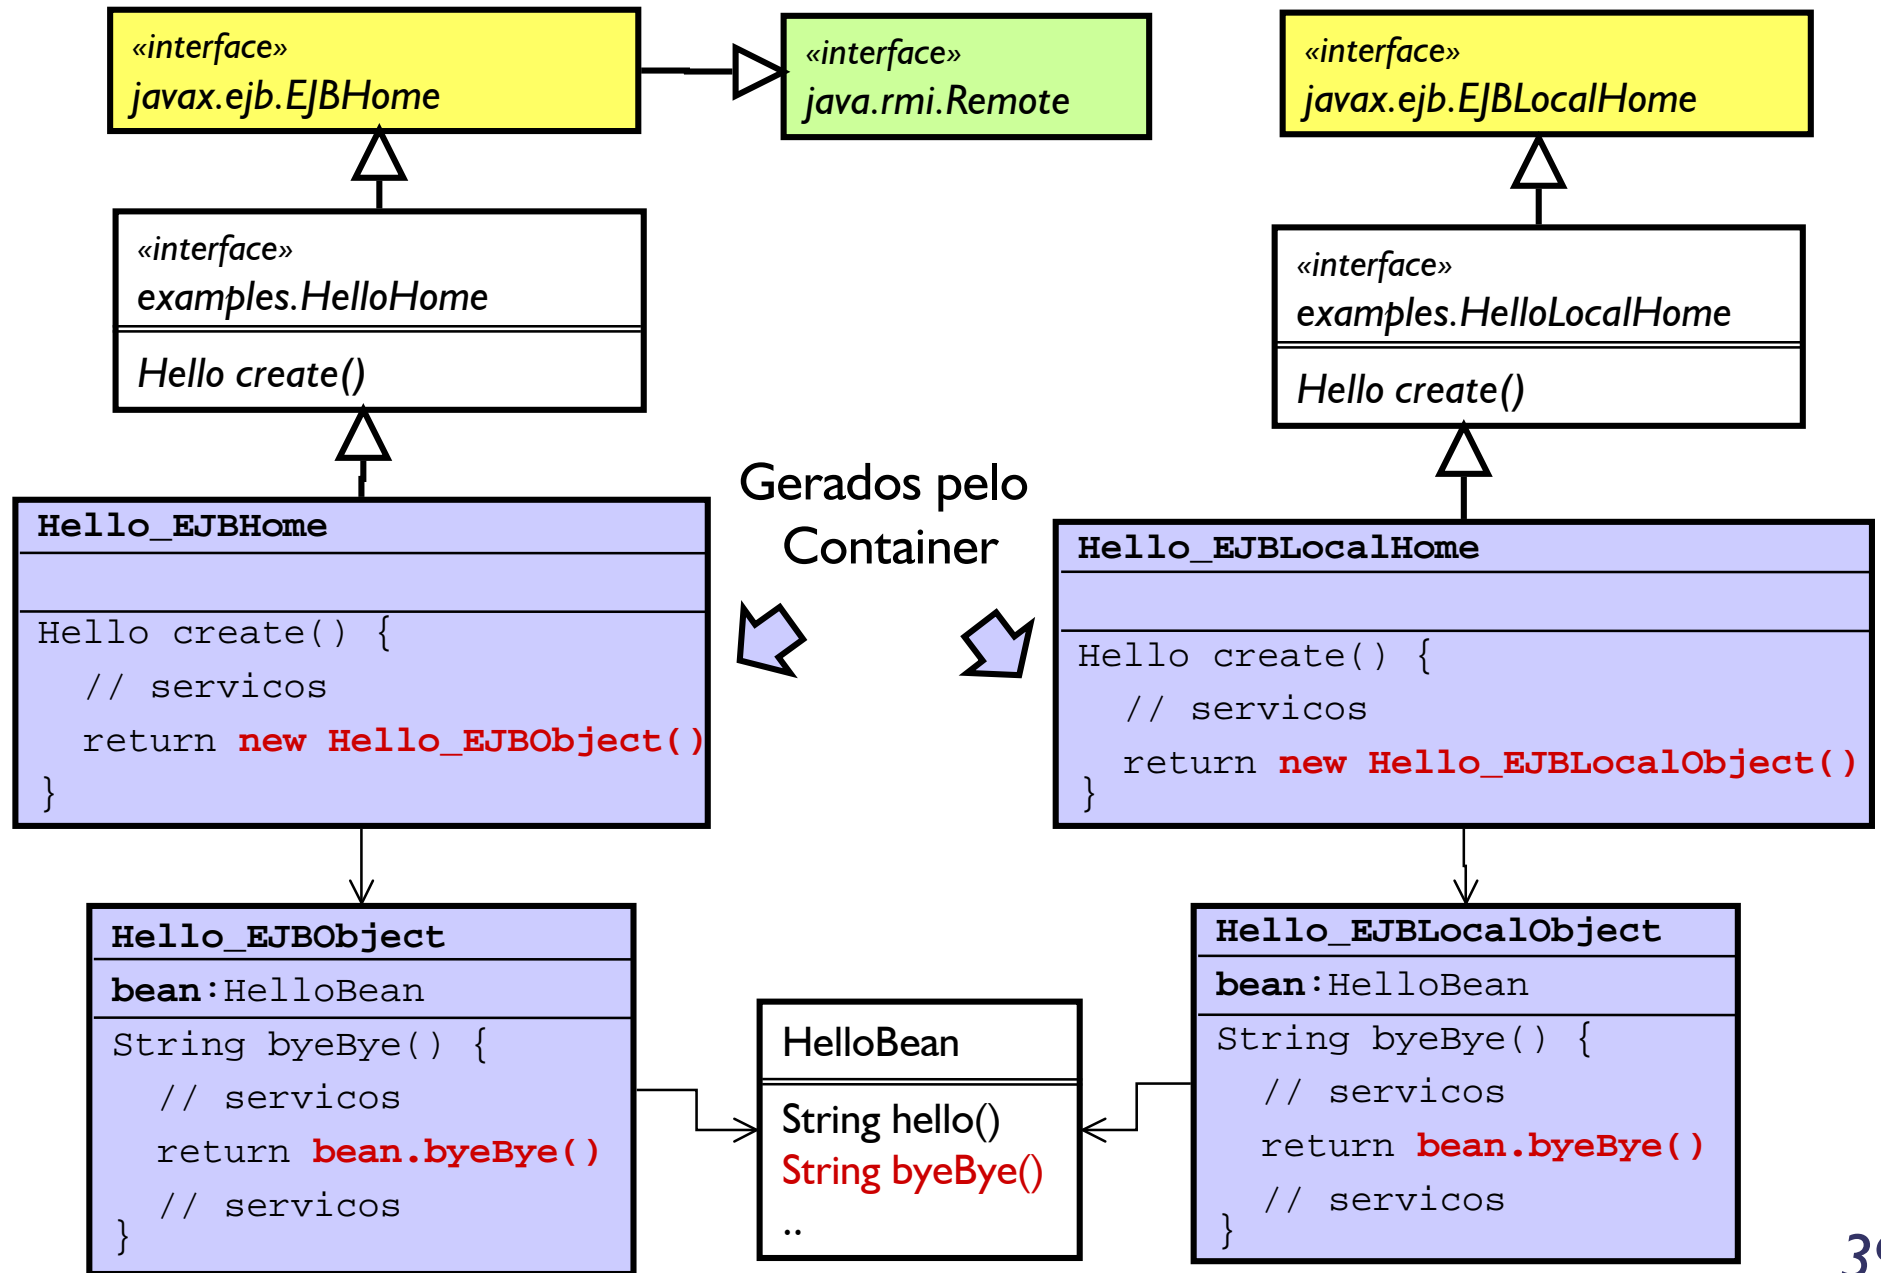 «interface»
javax.ejb.EJBHome
«interface»
java.rmi.Remote
«interface»
javax.ejb.EJBLocalHome
«interface»
examples.HelloHome
Hello create()
«interface»
examples.HelloLocalHome
Hello create()
Gerados pelo
Container
Hello_EJBHome
Hello create() {
// servicos
return new Hello_EJBObject()
}
Hello_EJBLocalHome
Hello create() {
// servicos
return new Hello_EJBLocalObject()
}
Hello_EJBObject
bean:HelloBean
String byeBye() {
// servicos
return bean.byeBye()
// servicos
}
HelloBean
String hello()
String byeBye()
..
Hello_EJBLocalObject
bean:HelloBean
String byeBye() {
// servicos
return bean.byeBye()
// servicos
}